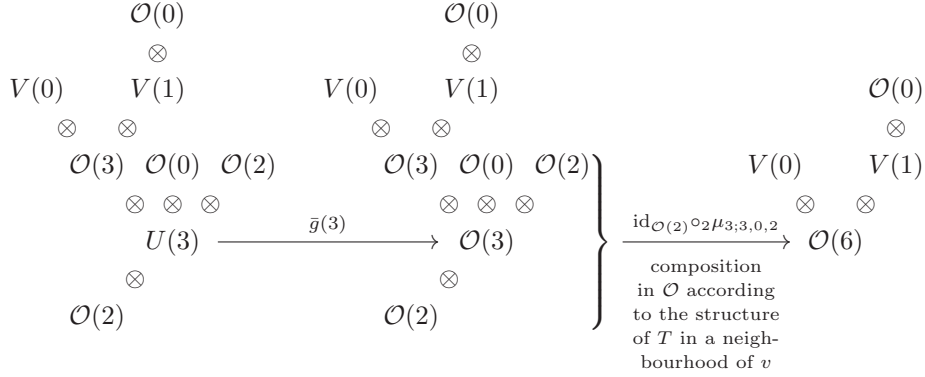 𝒪(0) 𝒪(0)
⊗ ⊗
V(0) V(1) V(0) V(1) 𝒪(0)
⊗ ⊗ ⊗ ⊗ ⊗
𝒪(3) 𝒪(0) 𝒪(2) 𝒪(3) 𝒪(0) 𝒪(2) V(0) V(1)
⊗ ⊗ ⊗ ⊗ ⊗ ⊗ ⊗ ⊗
U(3) ḡ(3) 𝒪(3) id_{𝒪(2)}∘₂μ_{3;3,0,2} 𝒪(6)
⊗ ⊗
𝒪(2) 𝒪(2)
composition
in 𝒪 according
to the structure
of T in a neigh-
bourhood of v